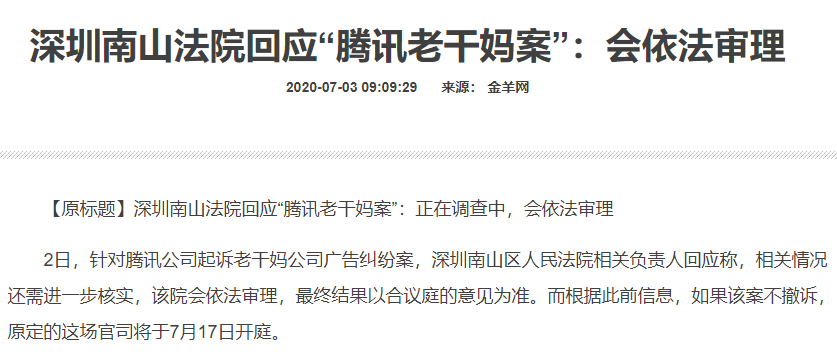 深圳南山法院回应“腾讯老干妈案”：会依法审理
2020-07-03 09:09:29 来源： 金羊网
【原标题】深圳南山法院回应“腾讯老干妈案”：正在调查中，会依法审理
2日，针对腾讯公司起诉老干妈公司广告纠纷案，深圳南山区人民法院相关负责人回应称，相关情况
还需进一步核实，该院会依法审理，最终结果以合议庭的意见为准。而根据此前信息，如果该案不撤诉，
原定的这场官司将于7月17日开庭。